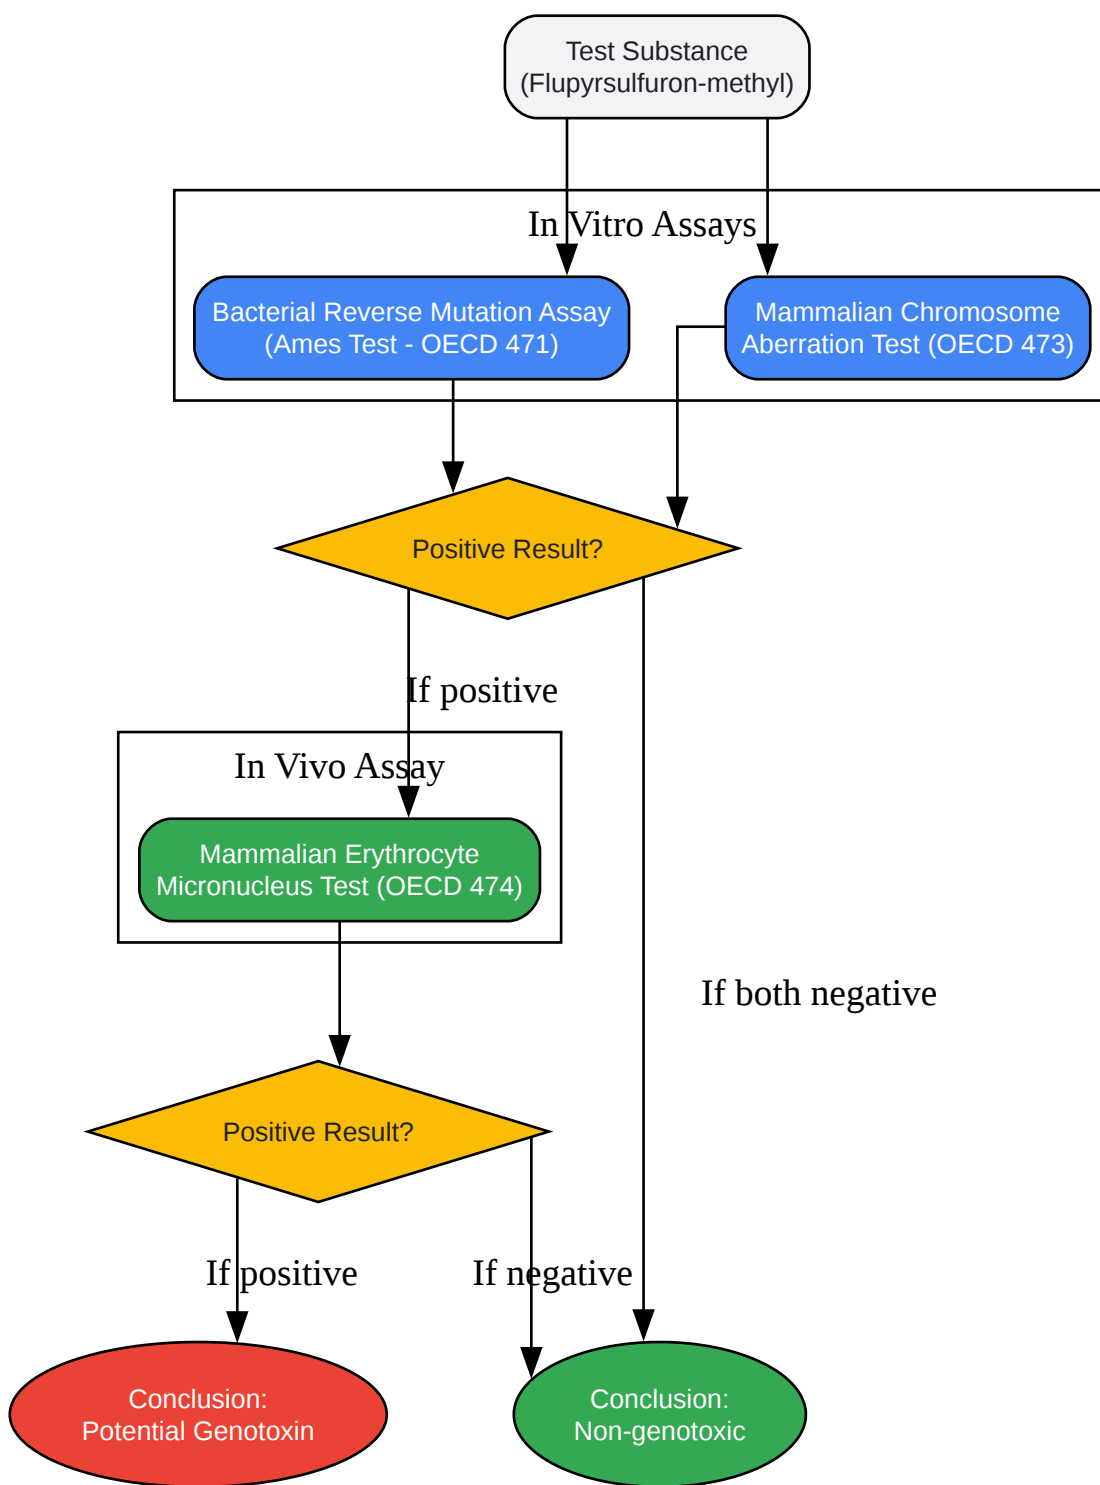 Test Substance
(Flupyrsulfuron-methyl)
In Vitro Assays
Bacterial Reverse Mutation Assay
(Ames Test - OECD 471)
Mammalian Chromosome
Aberration Test (OECD 473)
Positive Result?
If positive
In Vivo Assay
Mammalian Erythrocyte
Micronucleus Test (OECD 474)
If both negative
Positive Result?
If positive
If negative
Conclusion:
Potential Genotoxin
Conclusion:
Non-genotoxic